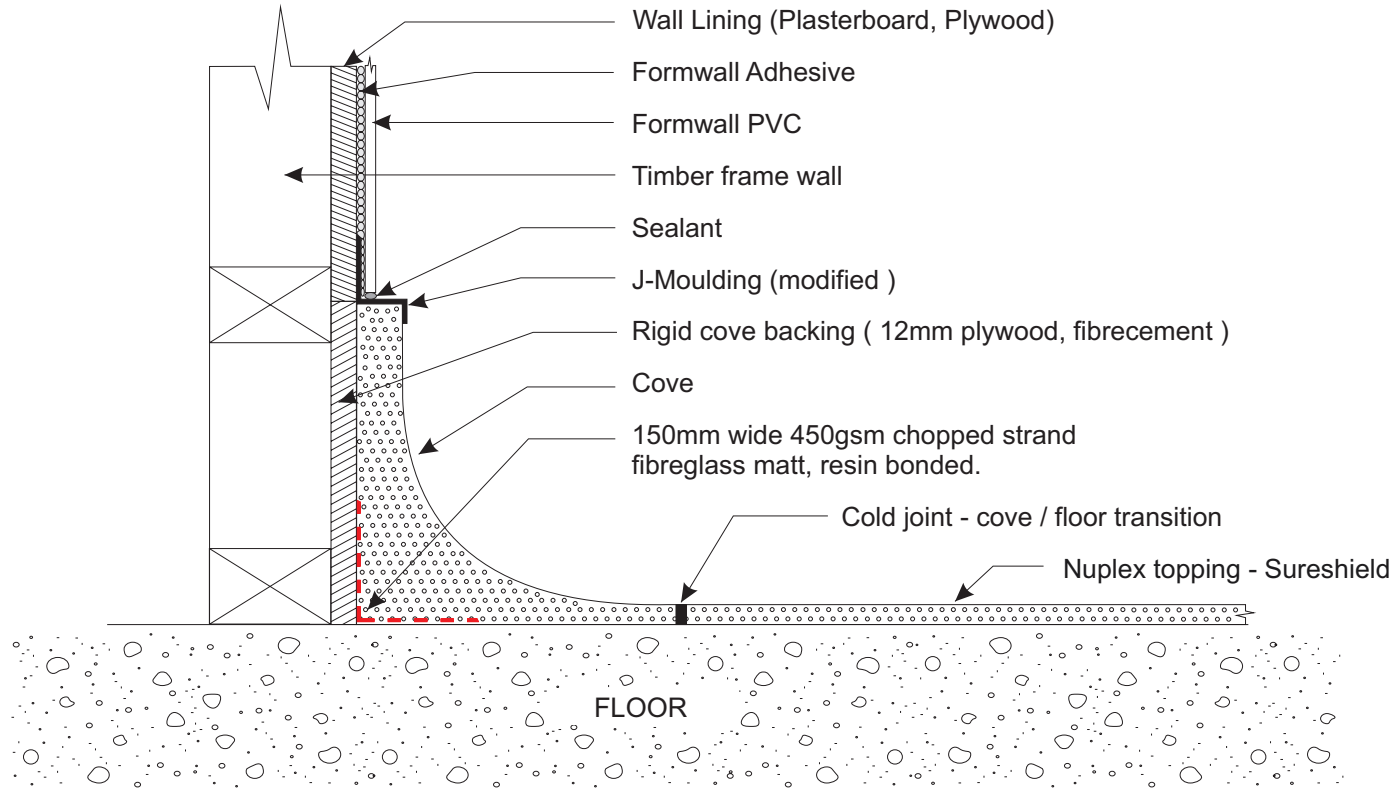 Wall Lining (Plasterboard, Plywood)
Formwall Adhesive
Formwall PVC
Timber frame wall
Sealant
J-Moulding (modified )
Rigid cove backing ( 12mm plywood, fibrecement )
Cove
150mm wide 450gsm chopped strand
fibreglass matt, resin bonded.
Cold joint - cove / floor transition
Nuplex topping - Sureshield
FLOOR